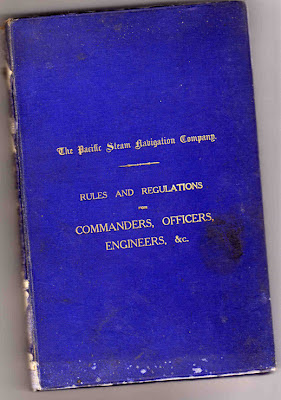 The Pacific Steam Navigation Company.
RULES AND REGULATIONS
FOR
COMMANDERS, OFFICERS,
ENGINEERS, &c.